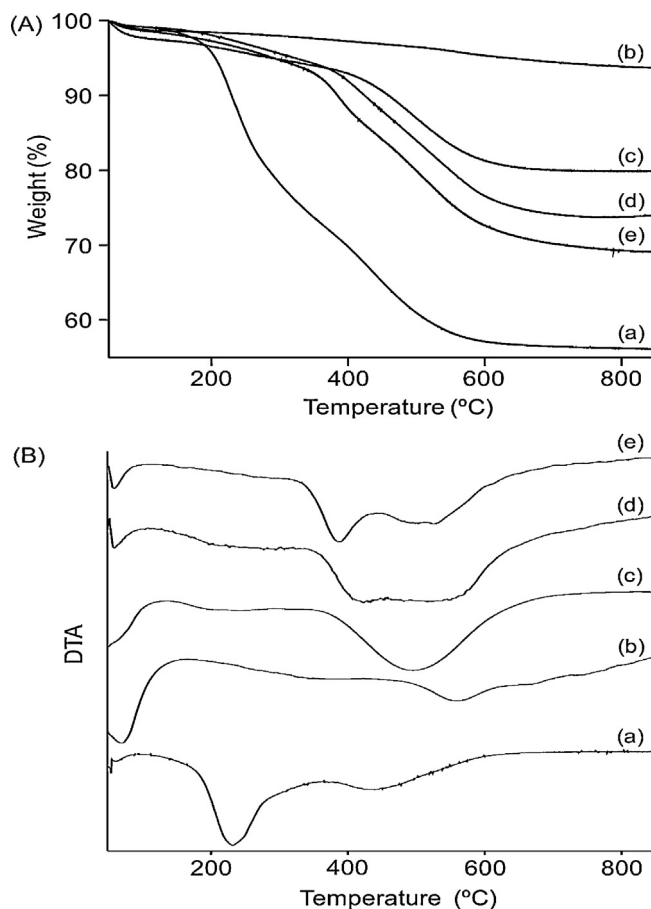 (A)
100
90
80
70
60
Weight (%)
(b)
(c)
(d)
(e)
(a)
200
400
600
800
Temperature (ºC)
(B)
DTA
(e)
(d)
(c)
(b)
(a)
200
400
600
800
Temperature (ºC)